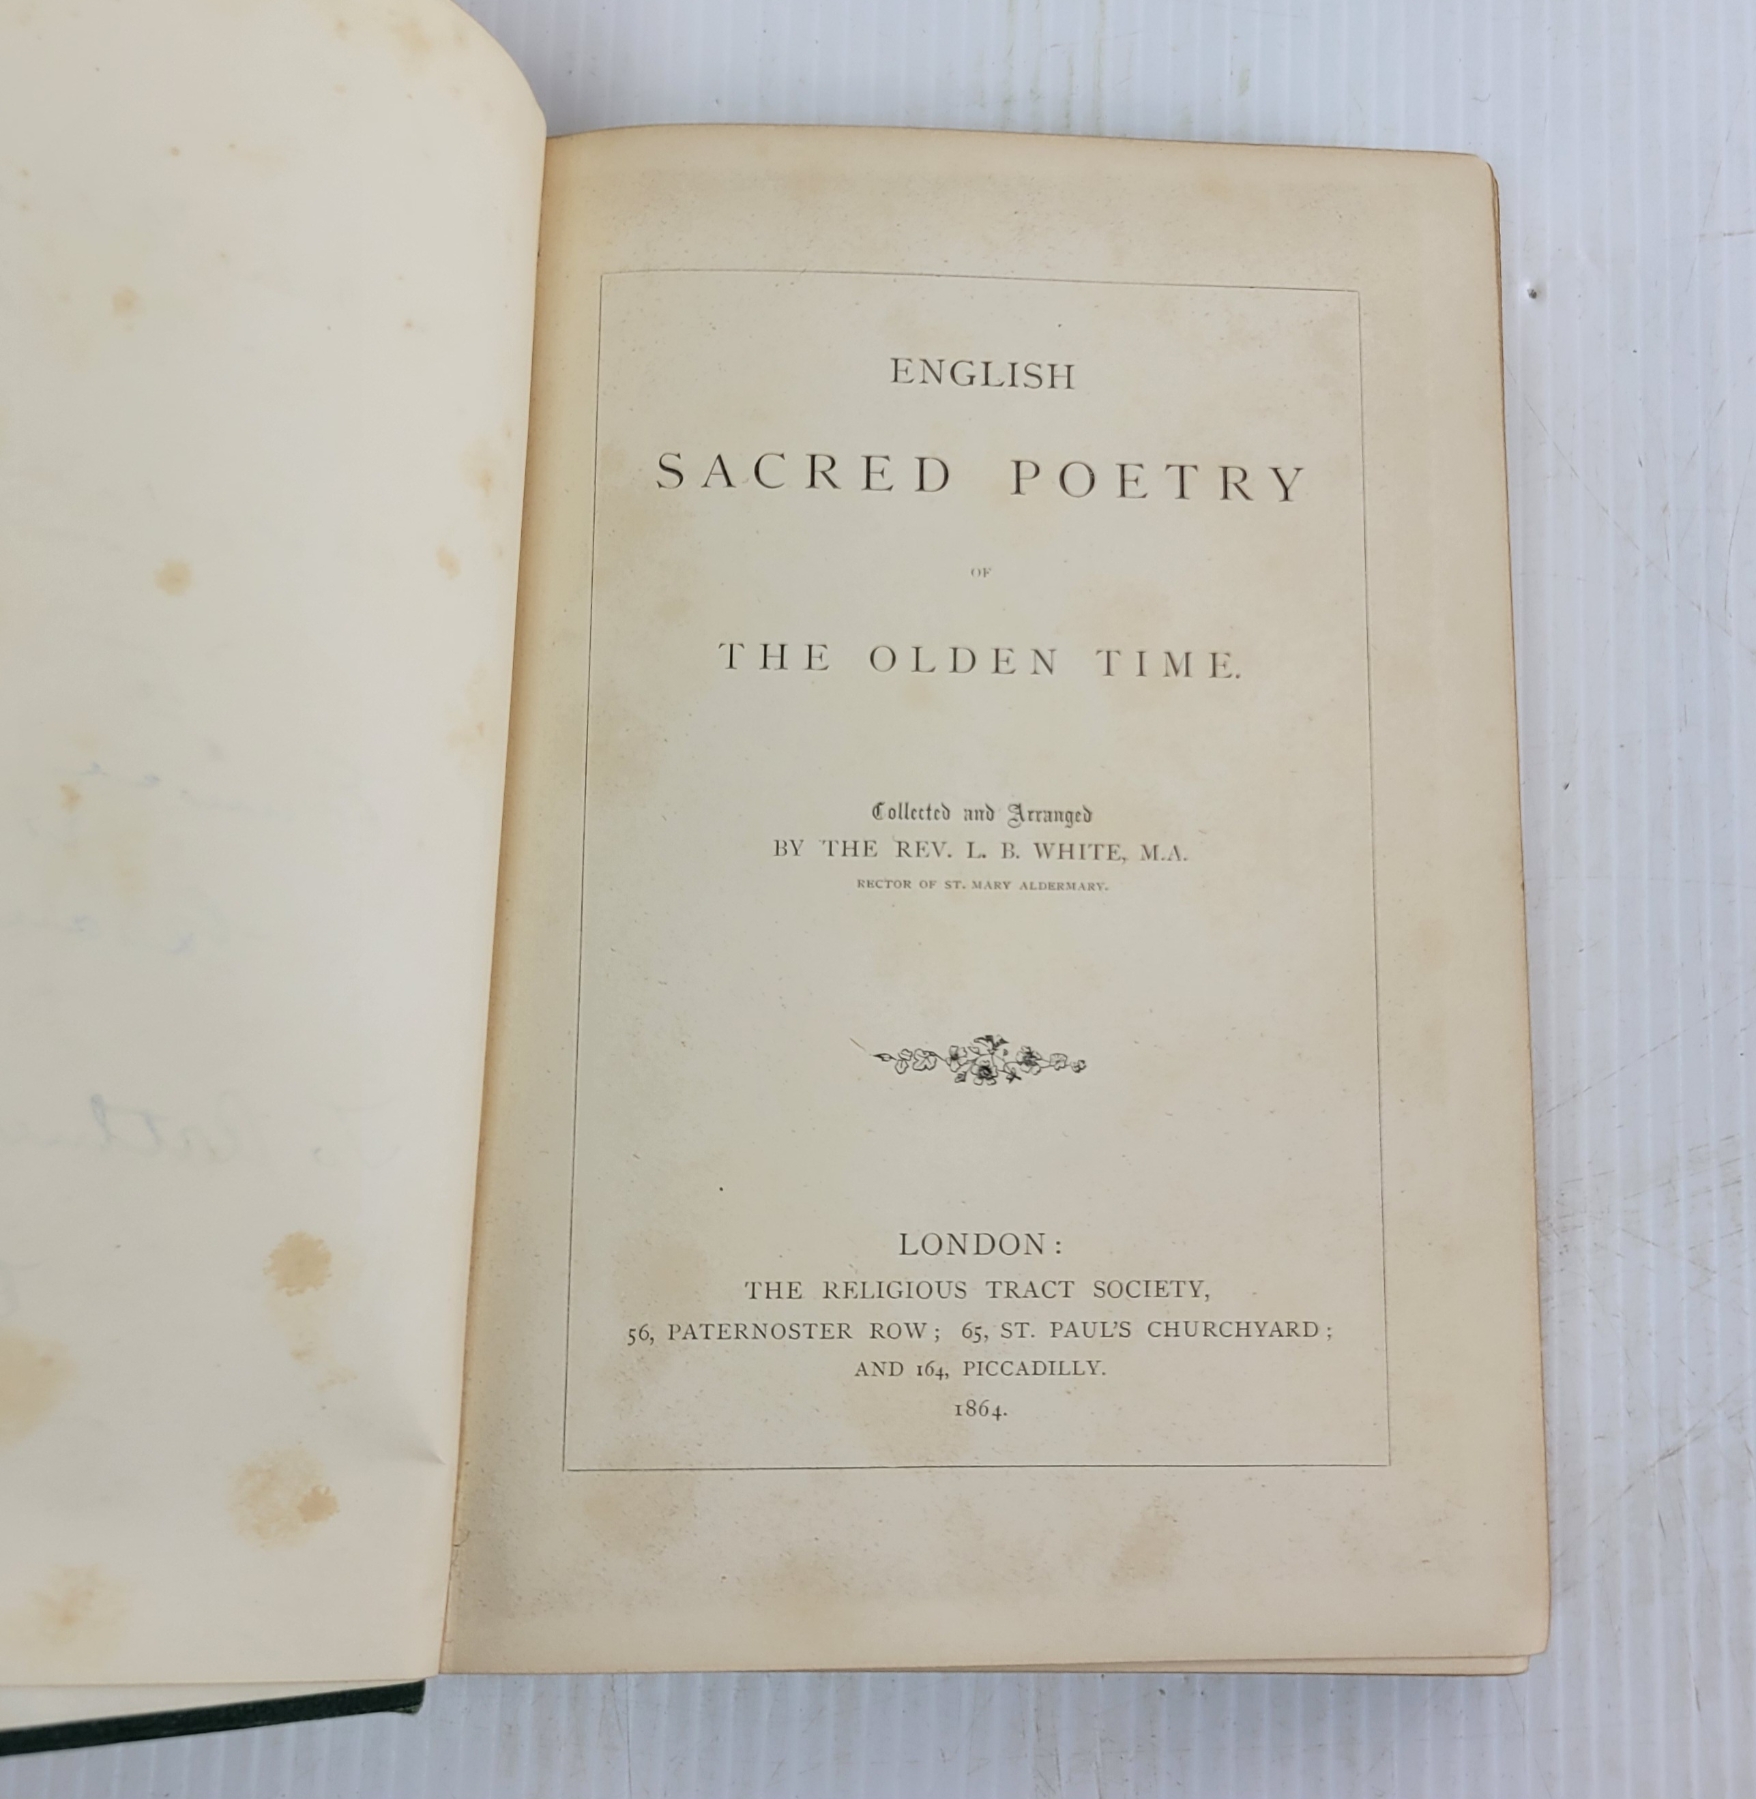 ENGLISH
SACRED POETRY
OF
THE OLDEN TIME.
Collected and Arranged
BY THE REV. L. B. WHITE, M.A.
RECTOR OF ST. MARY ALDERMARY.
LONDON:
THE RELIGIOUS TRACT SOCIETY,
56, PATERNOSTER ROW; 65, ST. PAUL'S CHURCHYARD;
AND 164, PICCADILLY.
1864.